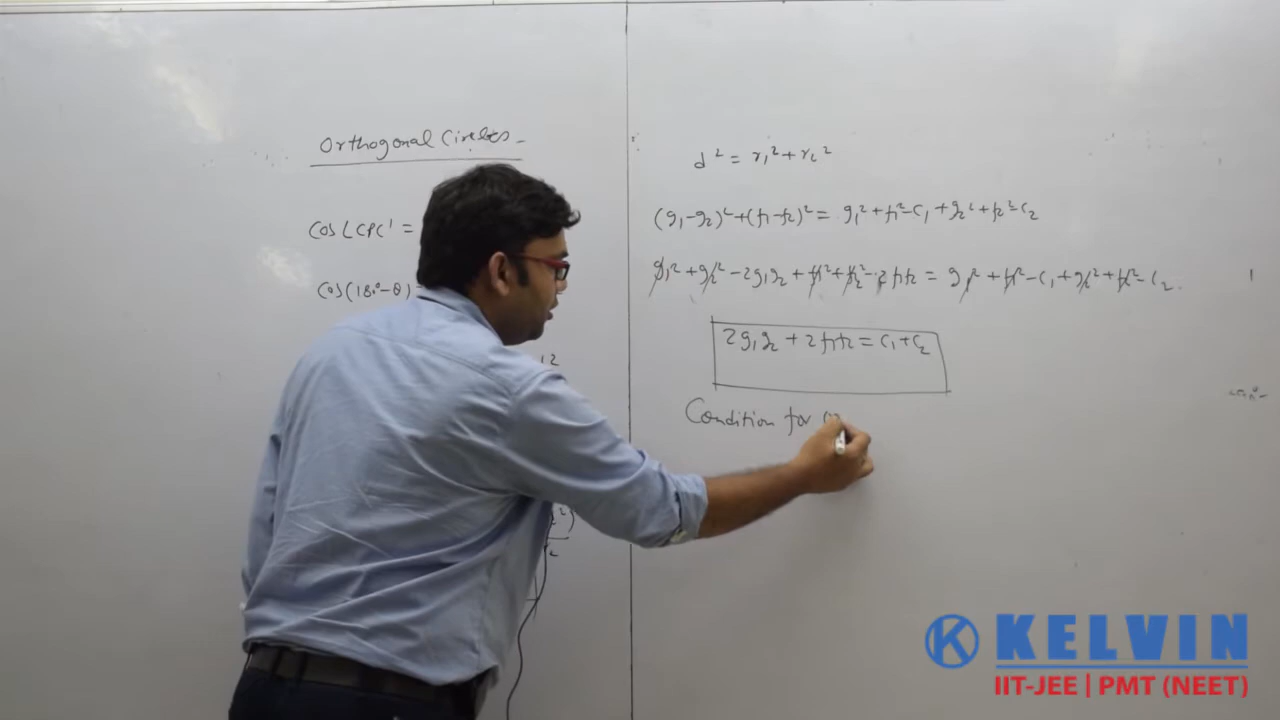 Orthogonal Circles -
cos∠CPC' =
cos(180°-θ) =
d² = r₁² + r₂²
(g₁-g₂)² + (f₁-f₂)² = g₁² + f₁² - c₁ + g₂² + f₂² - c₂
g₁² + g₂² - 2g₁g₂ + f₁² + f₂² - 2f₁f₂ = g₁² + f₁² - c₁ + g₂² + f₂² - c₂.
2g₁g₂ + 2f₁f₂ = c₁ + c₂
Condition for
KELVIN
IIT-JEE | PMT (NEET)